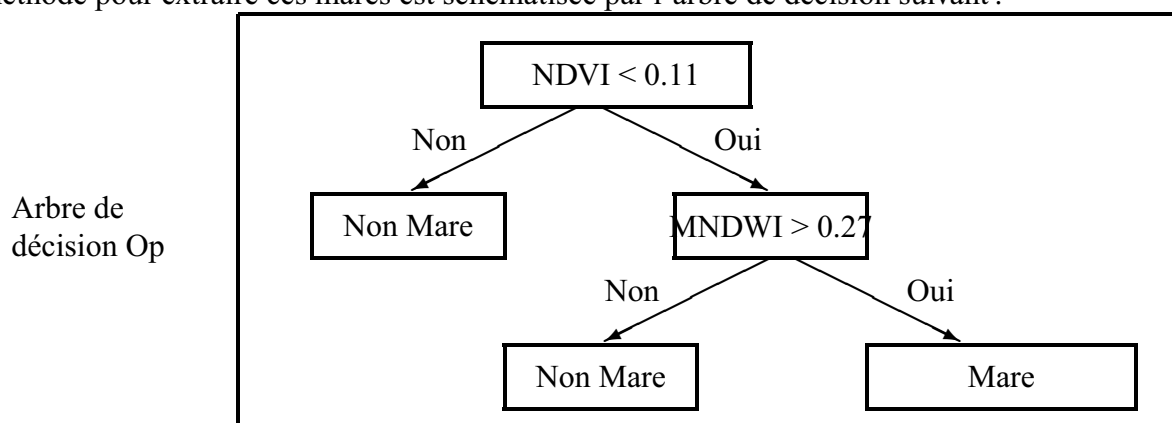 pour extraire ces mares est schématisée par l'arbre de décision suivant :
NDVI < 0.11
Non
Oui
Arbre de
décision Op
Non Mare
MNDWI > 0.27
Non
Oui
Non Mare
Mare